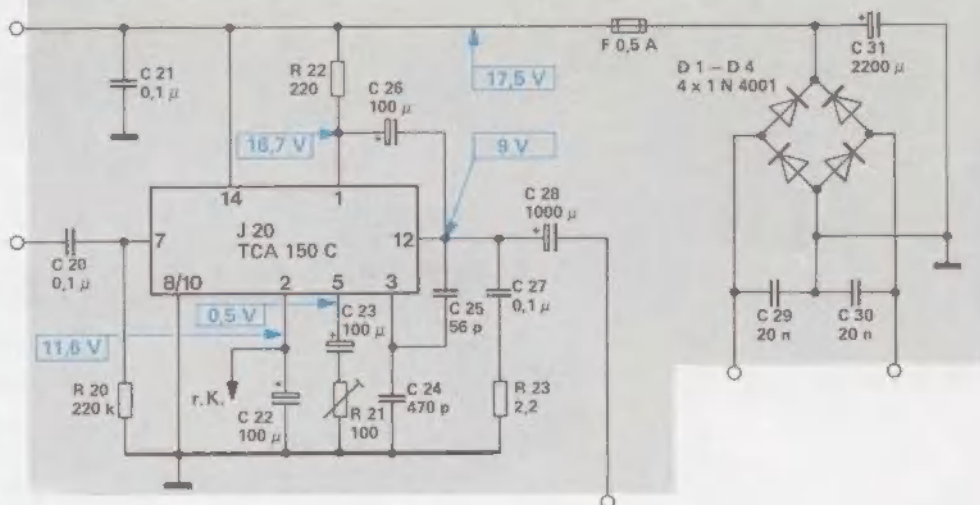 F 0,5 A
C 31
2200 µ
D 1 – D 4
4 x 1 N 4001
C 21
0,1 µ
R 22
220
C 26
100 µ
17,5 V
16,7 V
9 V
14
1
C 28
1000 µ
7
J 20
TCA 150 C
12
C 20
0,1 µ
8/10
2
5
3
C 27
0,1 µ
C 25
56 p
0,5 V
C 23
100 µ
C 29
20 n
C 30
20 n
11,6 V
R 20
220 k
r. K.
C 22
100 µ
R 21
100
C 24
470 p
R 23
2,2